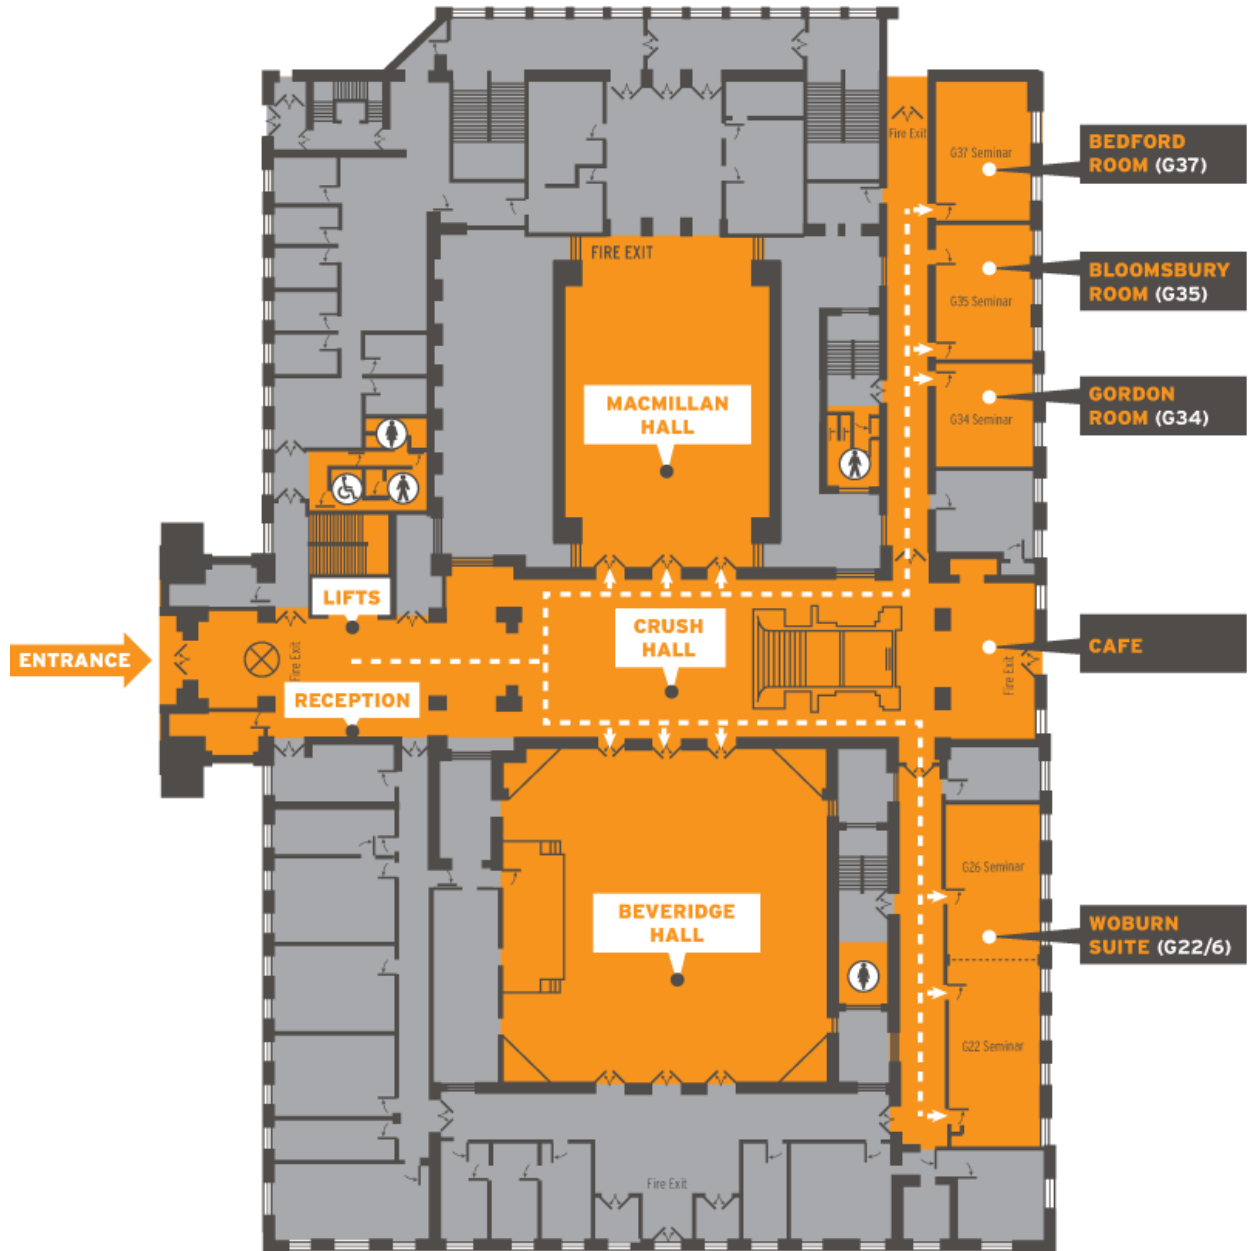 Fire Exit
G37 Seminar
BEDFORD
ROOM (G37)
FIRE EXIT
BLOOMSBURY
ROOM (G35)
G35 Seminar
MACMILLAN
HALL
GORDON
ROOM (G34)
G34 Seminar
LIFTS
ENTRANCE
Fire Exit
CRUSH
HALL
CAFE
Fire Exit
RECEPTION
G26 Seminar
BEVERIDGE
HALL
WOBURN
SUITE (G22/6)
G22 Seminar
Fire Exit